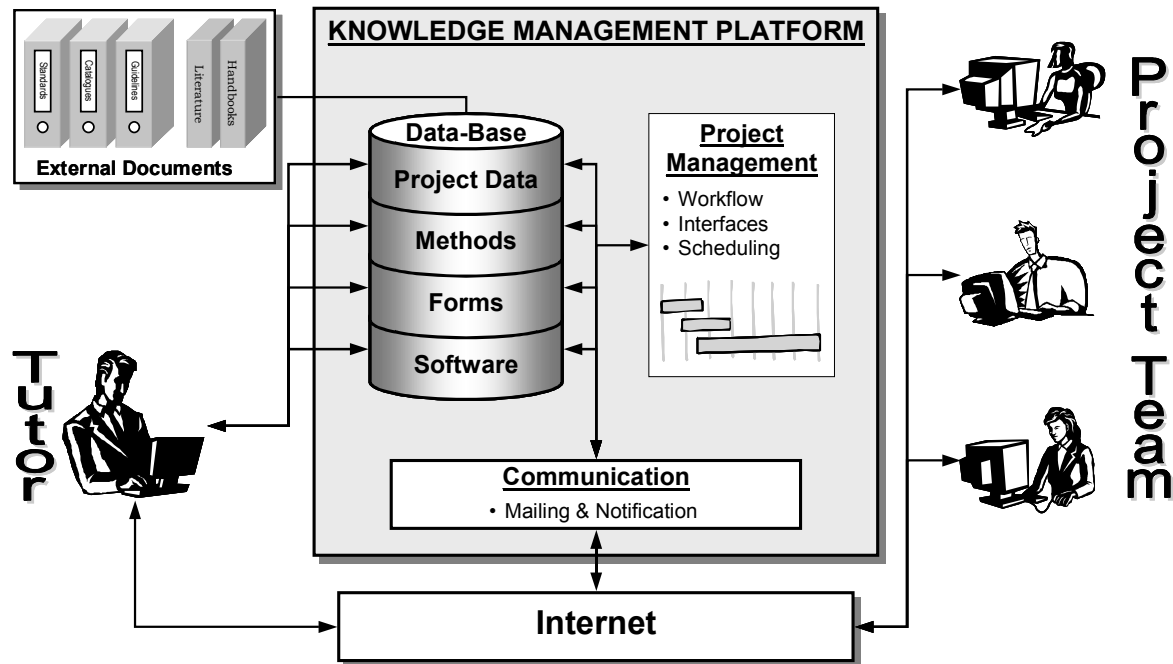 Standards
Catalogues
Guidelines
Literature
Handbooks
External Documents
KNOWLEDGE MANAGEMENT PLATFORM
Data-Base
Project Data
Methods
Forms
Software
Project
Management
• Workflow
• Interfaces
• Scheduling
Communication
• Mailing & Notification
Internet
Tutor
Project Team